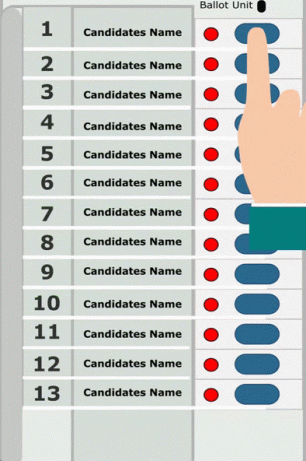 Ballot Unit
1 Candidates Name
2 Candidates Name
3 Candidates Name
4 Candidates Name
5 Candidates Name
6 Candidates Name
7 Candidates Name
8 Candidates Name
9 Candidates Name
10 Candidates Name
11 Candidates Name
12 Candidates Name
13 Candidates Name